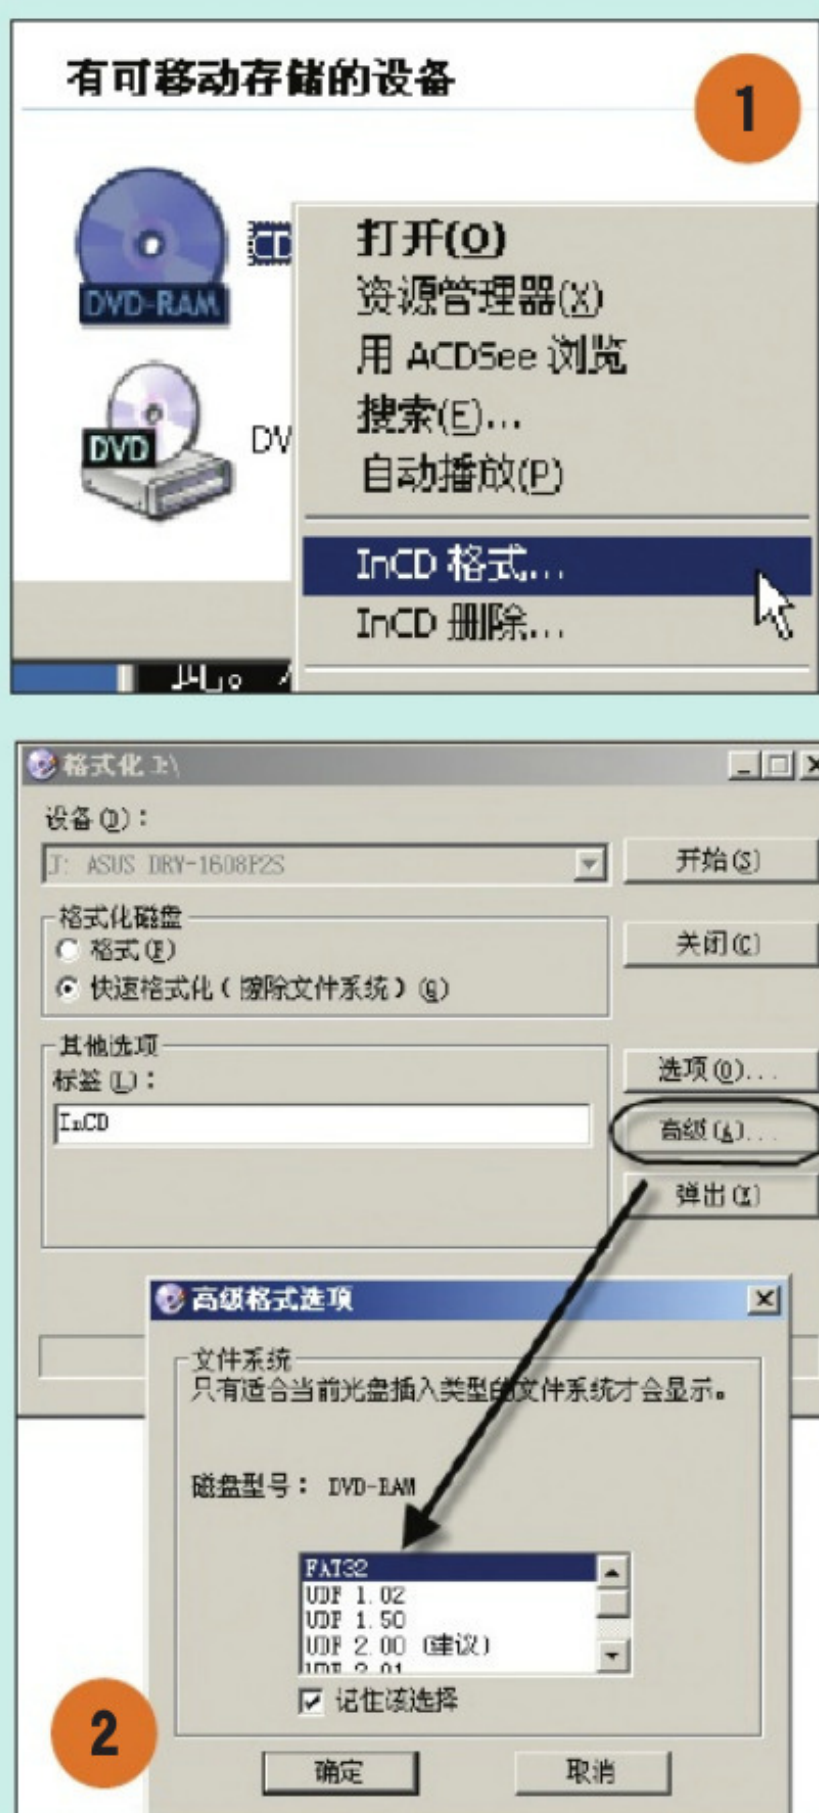 有可移动存储的设备
1
DVD-RAM
CD
打开(O)
资源管理器(X)
用 ACDSee 浏览
搜索(E)...
自动播放(P)
DVD
DV
InCD 格式...
InCD 删除...
格式化 J:\
设备(D)：
J: ASUS DRW-1608P2S
开始(S)
格式化磁盘
格式(F)
关闭(C)
快速格式化(擦除文件系统)(Q)
其他选项
标签(L)：
选项(O)...
InCD
高级(A)...
弹出(E)
高级格式选项
文件系统
只有适合当前光盘插入类型的文件系统才会显示。
磁盘型号： DVD-RAM
FAT32
UDF 1.02
UDF 1.50
UDF 2.00 (建议)
UDF 2.01
记住该选择
2
确定
取消